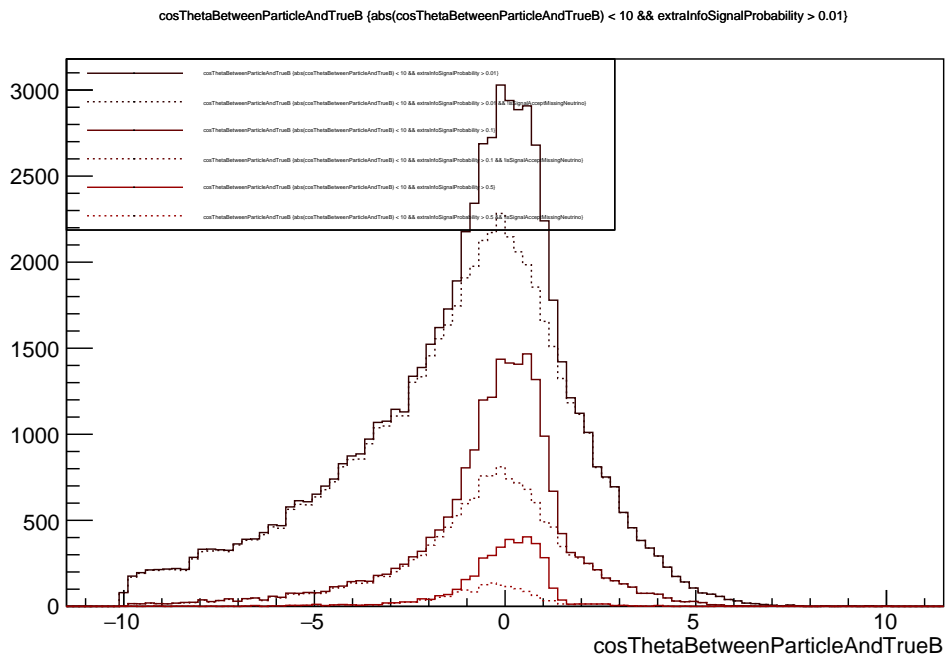 cosThetaBetweenParticleAndTrueB {abs(cosThetaBetweenParticleAndTrueB) < 10 && extraInfoSignalProbability > 0.01}
cosThetaBetweenParticleAndTrueB {abs(cosThetaBetweenParticleAndTrueB) < 10 && extraInfoSignalProbability > 0.01}
cosThetaBetweenParticleAndTrueB {abs(cosThetaBetweenParticleAndTrueB) < 10 && extraInfoSignalProbability > 0.01 && !isSignalAcceptMissingNeutrino}
cosThetaBetweenParticleAndTrueB {abs(cosThetaBetweenParticleAndTrueB) < 10 && extraInfoSignalProbability > 0.1}
cosThetaBetweenParticleAndTrueB {abs(cosThetaBetweenParticleAndTrueB) < 10 && extraInfoSignalProbability > 0.1 && !isSignalAcceptMissingNeutrino}
cosThetaBetweenParticleAndTrueB {abs(cosThetaBetweenParticleAndTrueB) < 10 && extraInfoSignalProbability > 0.5}
cosThetaBetweenParticleAndTrueB {abs(cosThetaBetweenParticleAndTrueB) < 10 && extraInfoSignalProbability > 0.5 && !isSignalAcceptMissingNeutrino}
3000
2500
2000
1500
1000
500
0
−10 −5 0 5 10
cosThetaBetweenParticleAndTrueB